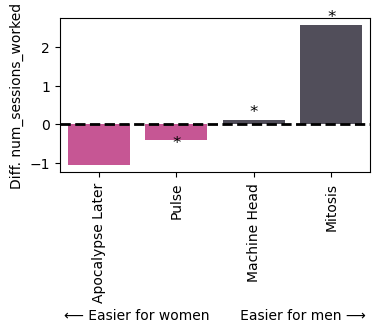 Diff. num_sessions_worked
2
1
0
−1
*
*
*
Apocalypse Later
Pulse
Machine Head
Mitosis
⟵ Easier for women
Easier for men ⟶